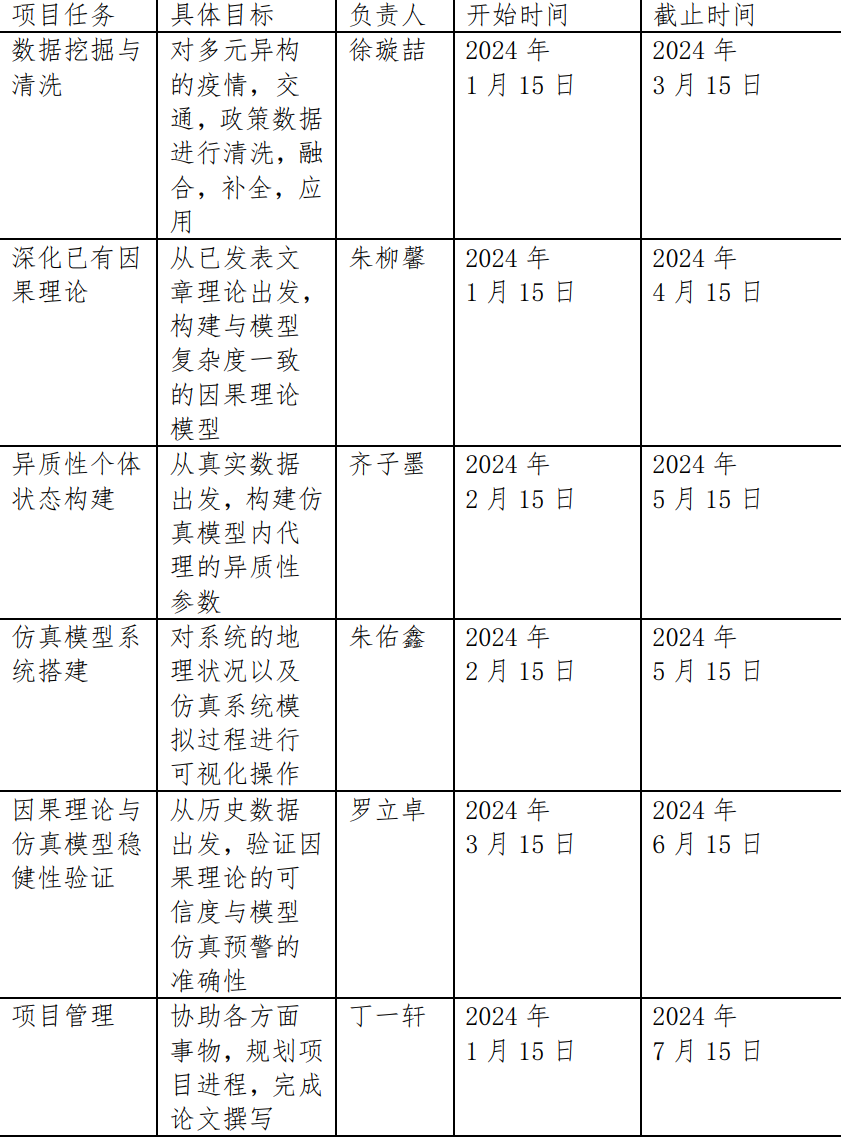 项目任务 具体目标 负责人 开始时间 截止时间
数据挖掘与 对多元异构 徐璇喆 2024 年 2024 年
清洗 的疫情，交 1 月 15 日 3 月 15 日
通，政策数据
进行清洗，融
合，补全，应
用
深化已有因 从已发表文 朱柳馨 2024 年 2024 年
果理论 章理论出发， 1 月 15 日 4 月 15 日
构建与模型
复杂度一致
的因果理论
模型
异质性个体 从真实数据 齐子墨 2024 年 2024 年
状态构建 出发，构建仿 2 月 15 日 5 月 15 日
真模型内代
理的异质性
参数
仿真模型系 对系统的地 朱佑鑫 2024 年 2024 年
统搭建 理状况以及 2 月 15 日 5 月 15 日
仿真系统模
拟过程进行
可视化操作
因果理论与 从历史数据 罗立卓 2024 年 2024 年
仿真模型稳 出发，验证因 3 月 15 日 6 月 15 日
健性验证 果理论的可
信度与模型
仿真预警的
准确性
项目管理 协助各方面 丁一轩 2024 年 2024 年
事物，规划项 1 月 15 日 7 月 15 日
目进程，完成
论文撰写